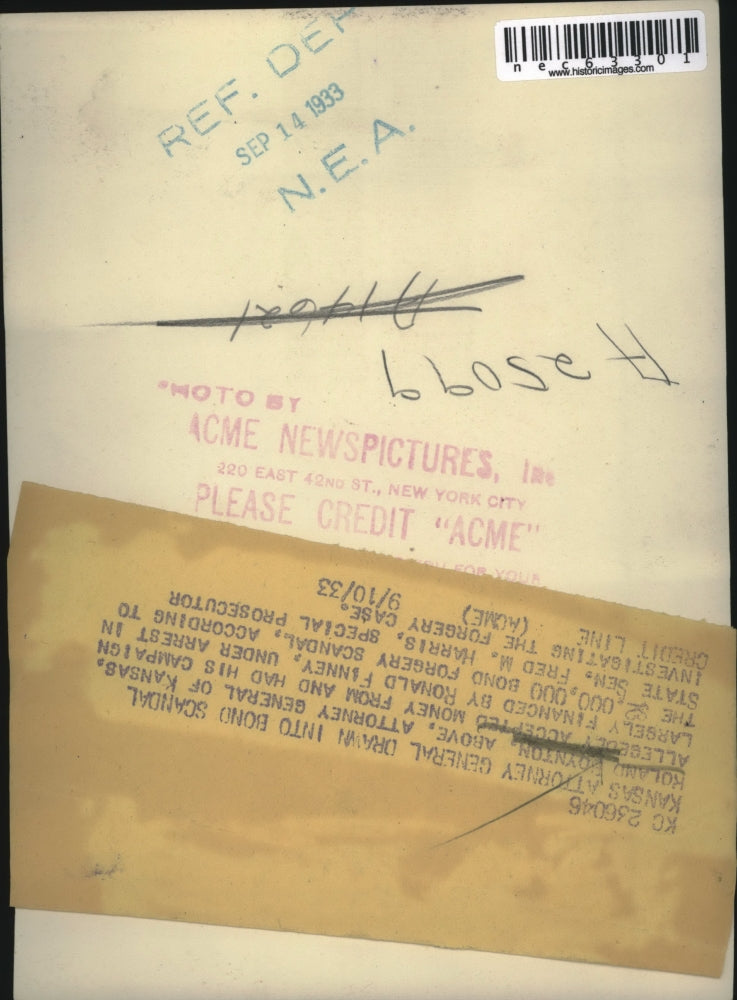 necb3301
www.historicimages.com
REF. DEP
SEP 14 1933
N.E.A.
A22099
PHOTO BY
ACME NEWSPICTURES, Inc
220 EAST 42ND ST., NEW YORK CITY
PLEASE CREDIT "ACME"
FOR YOUR
KC 236046
KANSAS ATTORNEY GENERAL DRAWN INTO BOND SCANDAL
ROLAND BOYNTON, ABOVE, ATTORNEY GENERAL OF KANSAS,
ALLEGEDLY ACCEPTED MONEY FROM AND HAD HIS CAMPAIGN
LARGELY FINANCED BY RONALD FINNEY, UNDER ARREST IN
THE ,000,000 BOND FORGERY SCANDAL, ACCORDING TO
STATE SEN. FRED M. HARRIS, SPECIAL PROSECUTOR
INVESTIGATING THE FORGERY CASE.
CREDIT LINE (ACME) 9/10/33